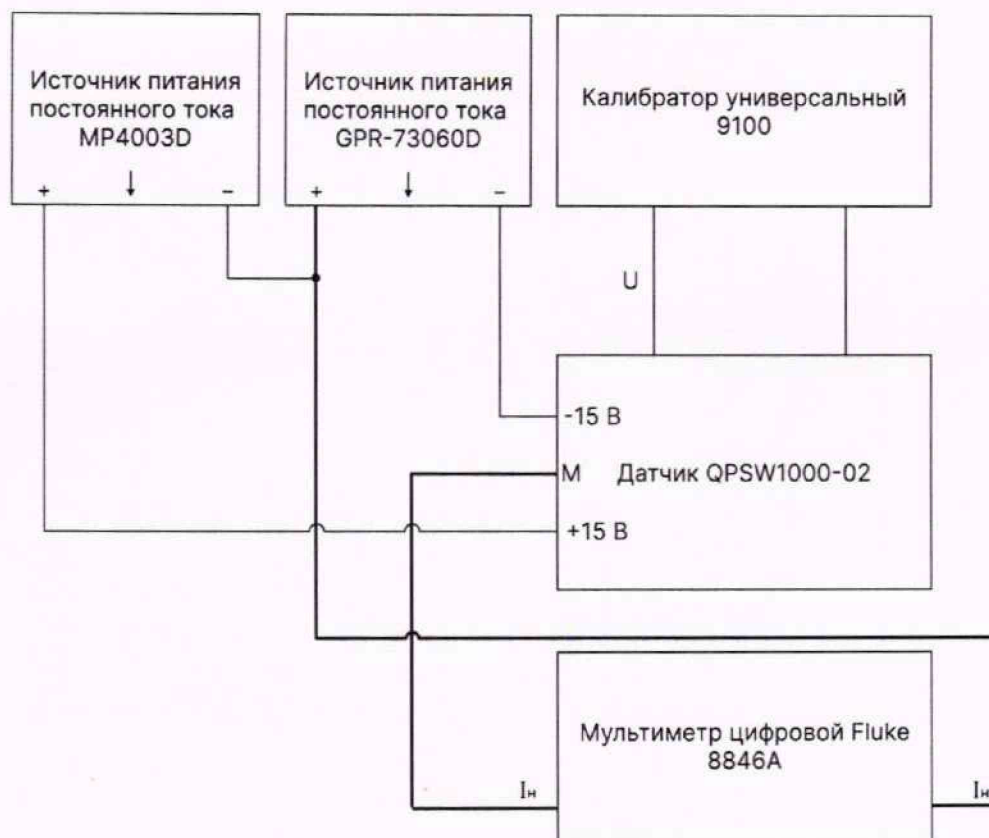 Источник питания
постоянного тока
MP4003D
+
–
Источник питания
постоянного тока
GPR-73060D
+
–
Калибратор универсальный
9100
U
-15 В
М
Датчик QPSW1000-02
+15 В
Мультиметр цифровой Fluke
8846A
Iн
Iн